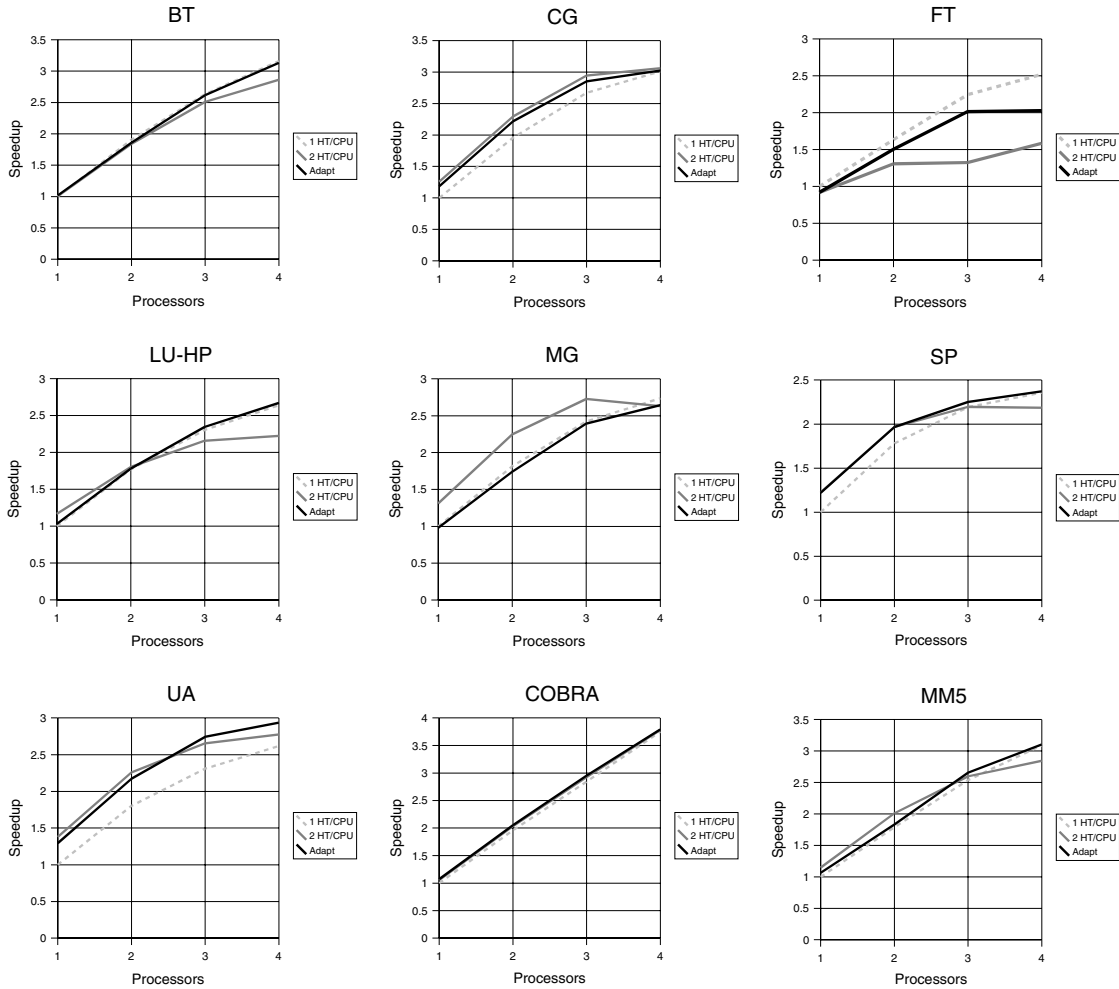 BT
3.5
3
2.5
2
1.5
1
0.5
0
1 2 3 4
Speedup
Processors
1 HT/CPU
2 HT/CPU
Adapt
CG
3.5
3
2.5
2
1.5
1
0.5
0
1 2 3 4
Speedup
Processors
1 HT/CPU
2 HT/CPU
Adapt
FT
3
2.5
2
1.5
1
0.5
0
1 2 3 4
Speedup
Processors
1 HT/CPU
2 HT/CPU
Adapt
LU-HP
3
2.5
2
1.5
1
0.5
0
1 2 3 4
Speedup
Processors
1 HT/CPU
2 HT/CPU
Adapt
MG
3
2.5
2
1.5
1
0.5
0
1 2 3 4
Speedup
Processors
1 HT/CPU
2 HT/CPU
Adapt
SP
2.5
2
1.5
1
0.5
0
1 2 3 4
Speedup
Processors
1 HT/CPU
2 HT/CPU
Adapt
UA
3
2.5
2
1.5
1
0.5
0
1 2 3 4
Speedup
Processors
1 HT/CPU
2 HT/CPU
Adapt
COBRA
4
3.5
3
2.5
2
1.5
1
0.5
0
1 2 3 4
Speedup
Processors
1 HT/CPU
2 HT/CPU
Adapt
MM5
3.5
3
2.5
2
1.5
1
0.5
0
1 2 3 4
Speedup
Processors
1 HT/CPU
2 HT/CPU
Adapt